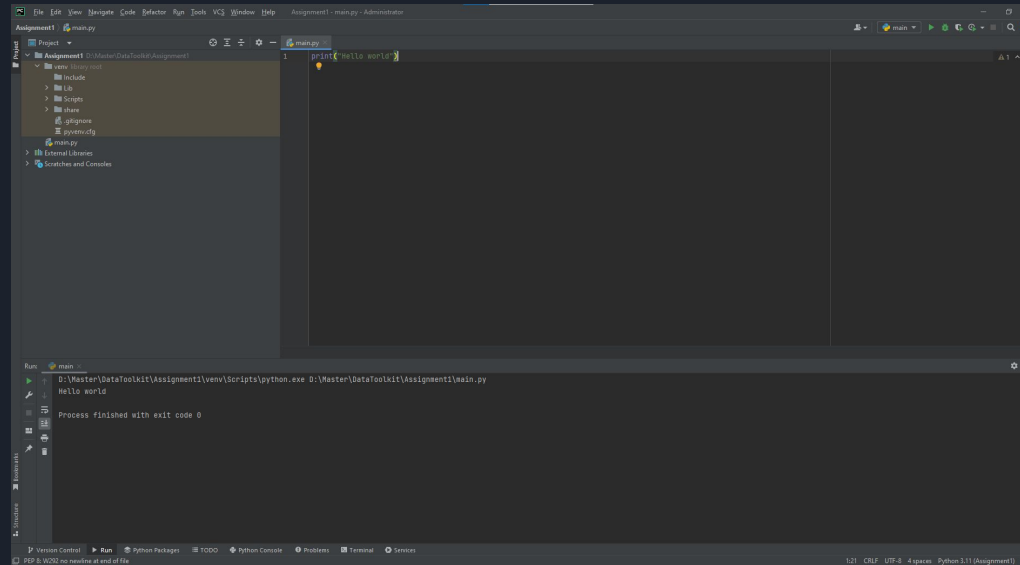 PC File Edit View Navigate Code Refactor Run Tools VCS Window Help Assignment1 - main.py - Administrator
Assignment1 main.py main
Project
Project
main.py
Assignment1 D:\Master\DataToolkit\Assignment1
venv library root
Include
Lib
Scripts
share
.gitignore
pyvenv.cfg
main.py
External Libraries
Scratches and Consoles
1 print("Hello world")
1
Run: main
D:\Master\DataToolkit\Assignment1\venv\Scripts\python.exe D:\Master\DataToolkit\Assignment1\main.py
Hello world
Process finished with exit code 0
Bookmarks
Structure
Version Control Run Python Packages TODO Python Console Problems Terminal Services
PEP 8: W292 no newline at end of file 1:21 CRLF UTF-8 4 spaces Python 3.11 (Assignment1)